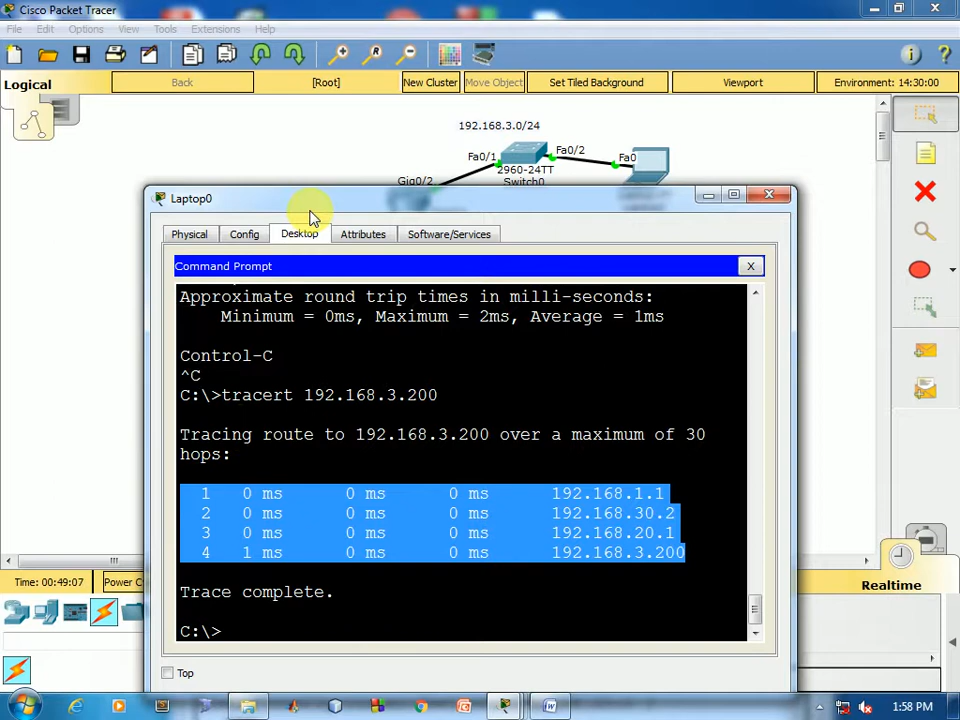 Cisco Packet Tracer
File Edit Options View Tools Extensions Help
Logical
Back
[Root]
New Cluster
Move Object
Set Tiled Background
Viewport
Environment: 14:30:00
192.168.3.0/24
Fa0/1
Fa0/2
Fa0
2960-24TT
Switch0
Gig0/2
Laptop0
Physical Config Desktop Attributes Software/Services
Command Prompt
X
Approximate round trip times in milli-seconds:
Minimum = 0ms, Maximum = 2ms, Average = 1ms
Control-C
^C
C:\>tracert 192.168.3.200
Tracing route to 192.168.3.200 over a maximum of 30
hops:
1 0 ms 0 ms 0 ms 192.168.1.1
2 0 ms 0 ms 0 ms 192.168.30.2
3 0 ms 0 ms 0 ms 192.168.20.1
4 1 ms 0 ms 0 ms 192.168.3.200
Trace complete.
C:\>
Top
Time: 00:49:07
Power C
Realtime
1:58 PM